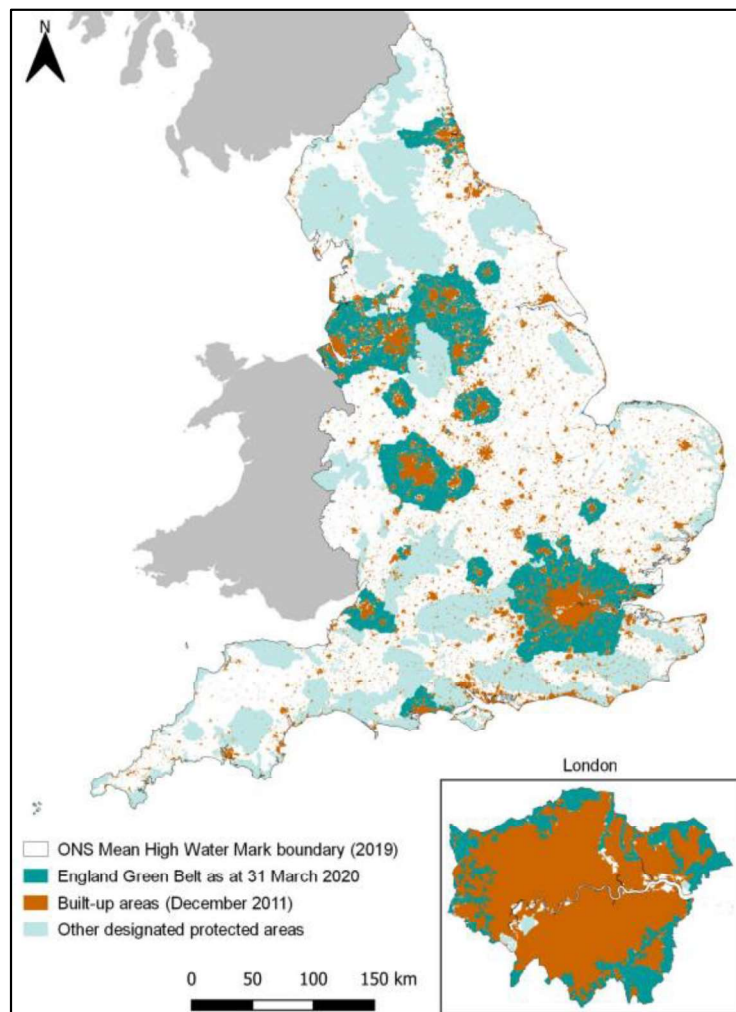 N
London
ONS Mean High Water Mark boundary (2019)
England Green Belt as at 31 March 2020
Built-up areas (December 2011)
Other designated protected areas
0 50 100 150 km